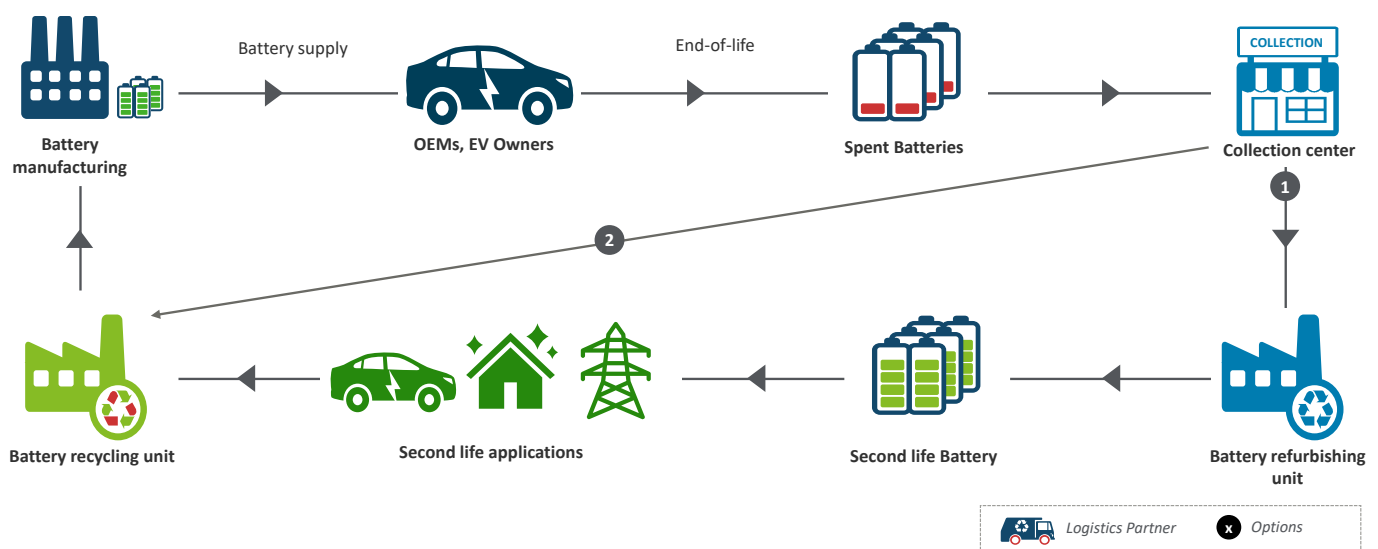 Battery supply
End-of-life
COLLECTION
Battery
manufacturing
OEMs, EV Owners
Spent Batteries
Collection center
1
2
Battery recycling unit
Second life applications
Second life Battery
Battery refurbishing
unit
Logistics Partner
x
Options